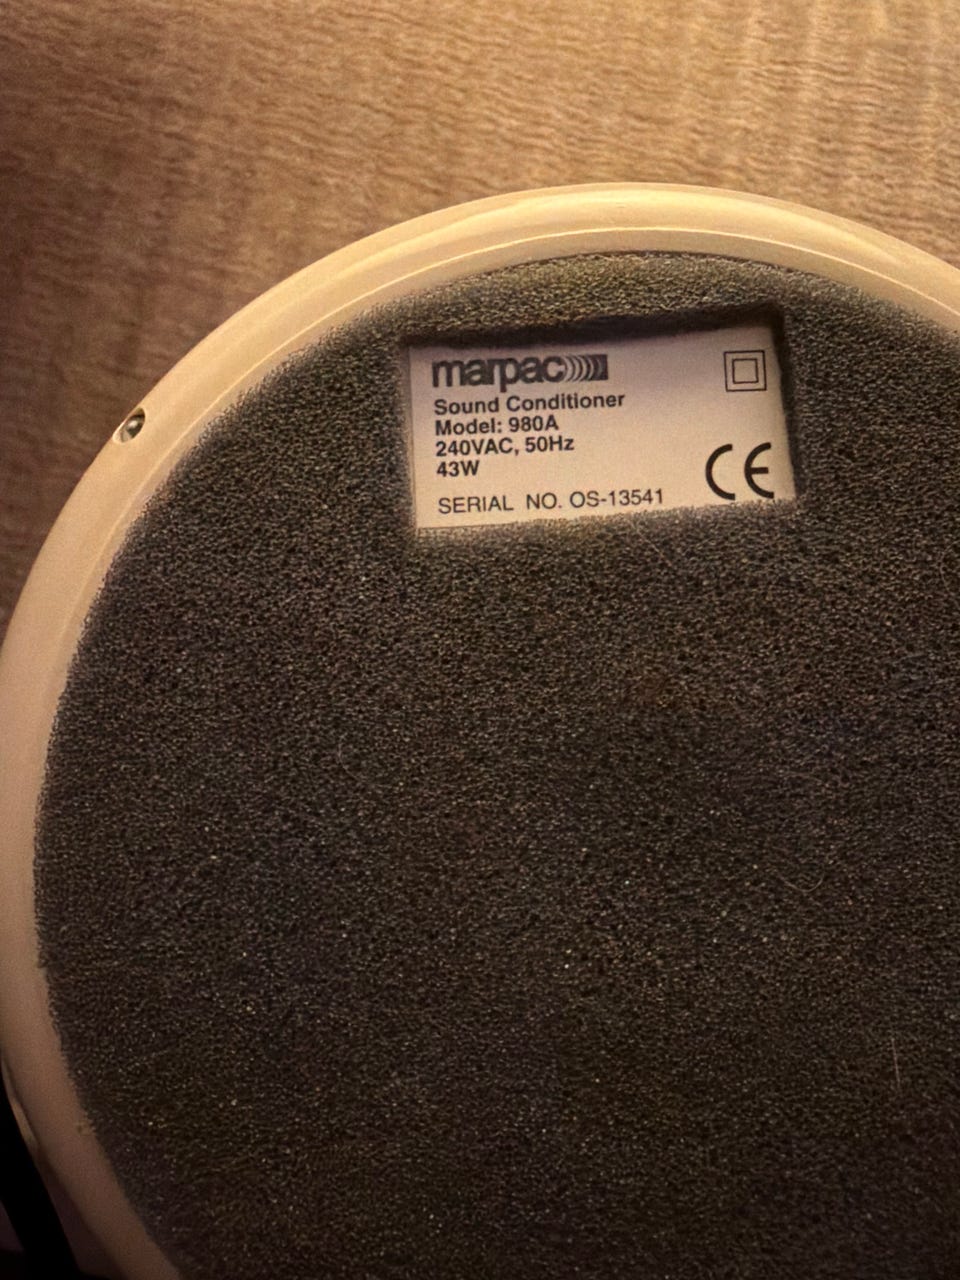 marpac
Sound Conditioner
Model: 980A
240VAC, 50Hz
43W
CE
SERIAL NO. OS-13541